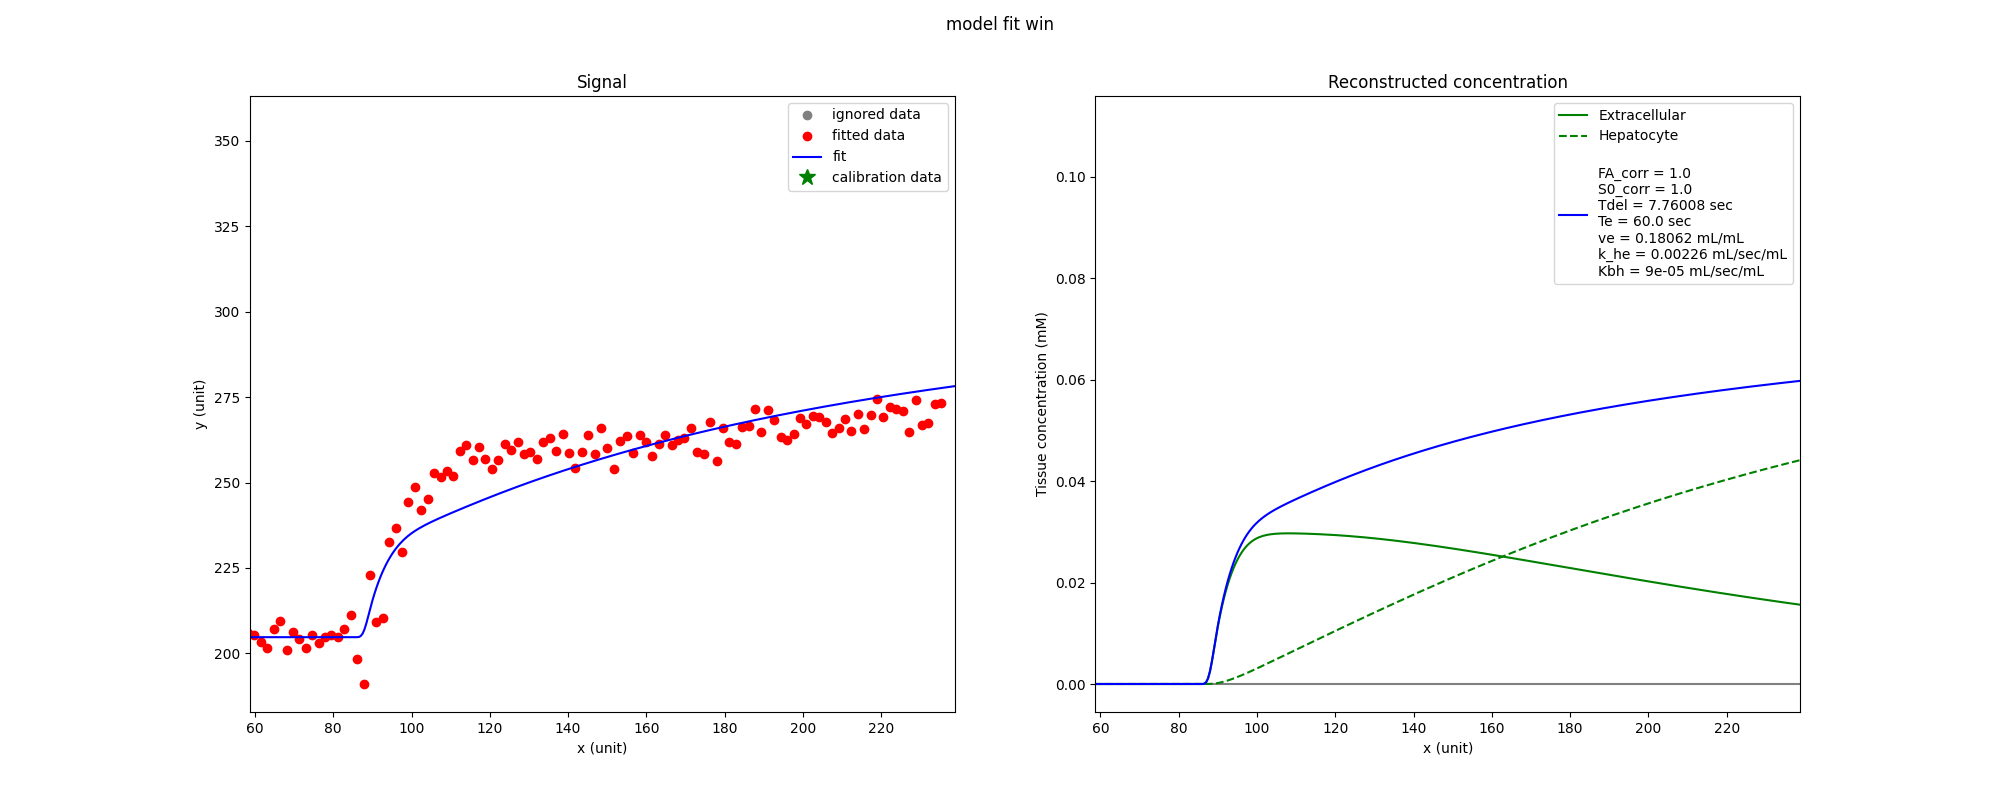 model fit win
Signal
350
325
300
275
250
225
200
y (unit)
60 80 100 120 140 160 180 200 220
x (unit)
ignored data
fitted data
fit
calibration data
Reconstructed concentration
0.10
0.08
0.06
0.04
0.02
0.00
Tissue concentration (mM)
60 80 100 120 140 160 180 200 220
x (unit)
Extracellular
Hepatocyte
FA_corr = 1.0
S0_corr = 1.0
Tdel = 7.76008 sec
Te = 60.0 sec
ve = 0.18062 mL/mL
k_he = 0.00226 mL/sec/mL
Kbh = 9e-05 mL/sec/mL